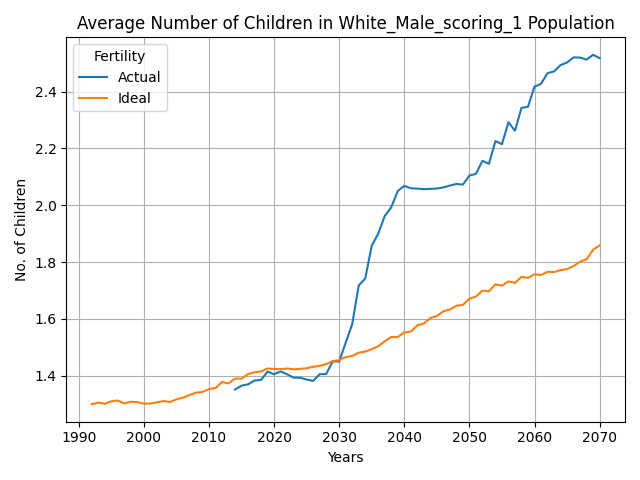 Average Number of Children in White_Male_scoring_1 Population
Fertility
Actual
Ideal
2.4
2.2
2.0
1.8
1.6
1.4
No. of Children
1990 2000 2010 2020 2030 2040 2050 2060 2070
Years